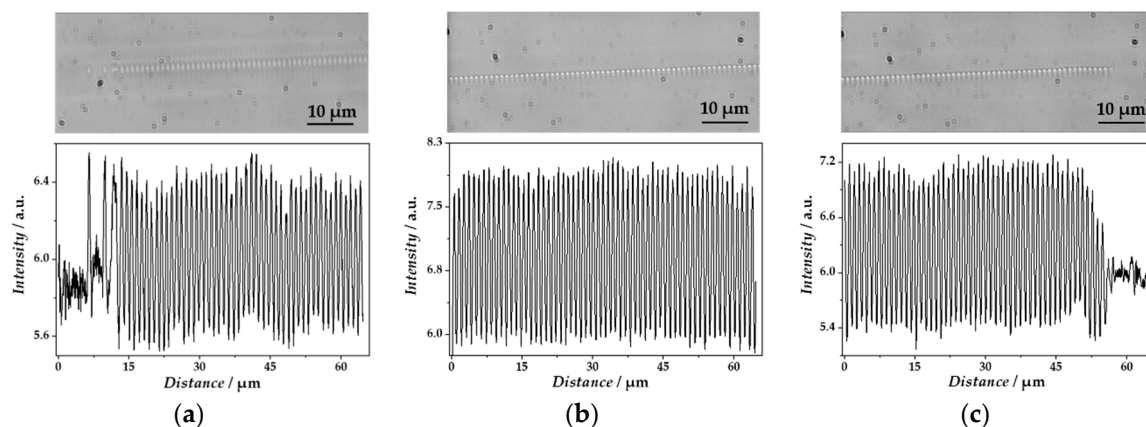 10 µm
10 µm
10 µm
Intensity / a.u.
6.4
6.0
5.6
0 15 30 45 60
Distance / µm
Intensity / a.u.
8.3
7.5
6.8
6.0
0 15 30 45 60
Distance / µm
Intensity / a.u.
7.2
6.6
6.0
5.4
0 15 30 45 60
Distance / µm
(a)
(b)
(c)